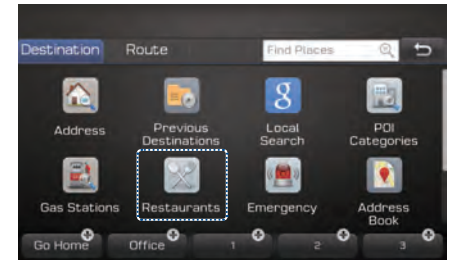 Destination
Route
Find Places
8
Address
Previous
Destinations
Local
Search
POI
Categories
Gas Stations
Restaurants
Emergency
Address
Book
Go Home
Office
1
2
3